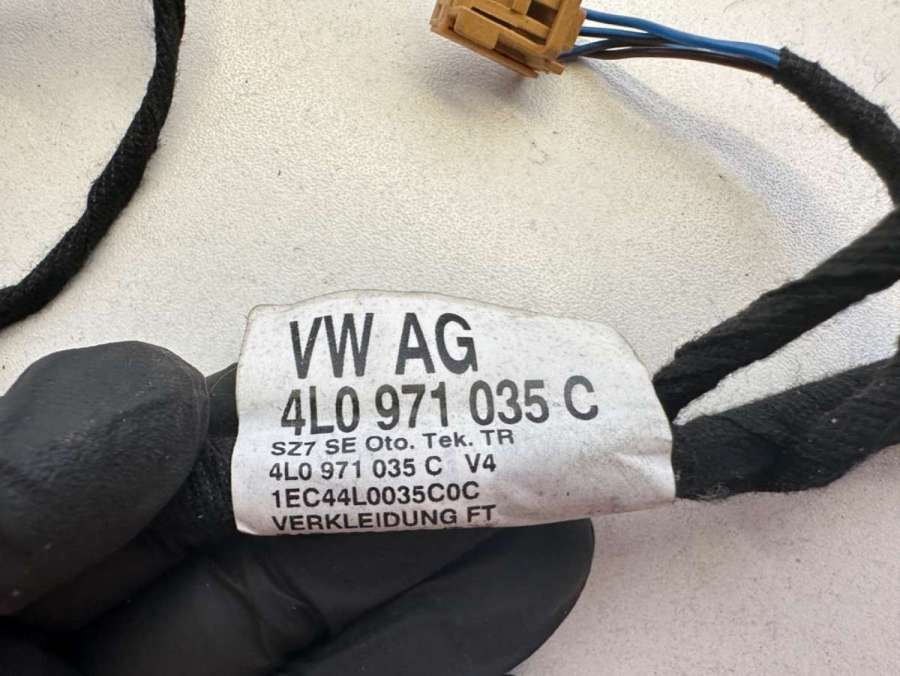 VW AG
4L0 971 035 C
SZ7 SE Oto. Tek. TR
4L0 971 035 C V4
1EC44L0035C0C
VERKLEIDUNG FT